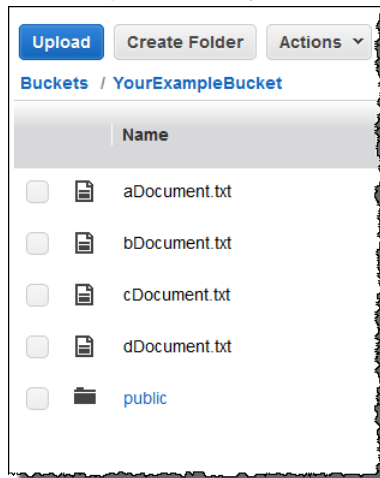 Upload Create Folder Actions
Buckets / YourExampleBucket
Name
aDocument.txt
bDocument.txt
cDocument.txt
dDocument.txt
public